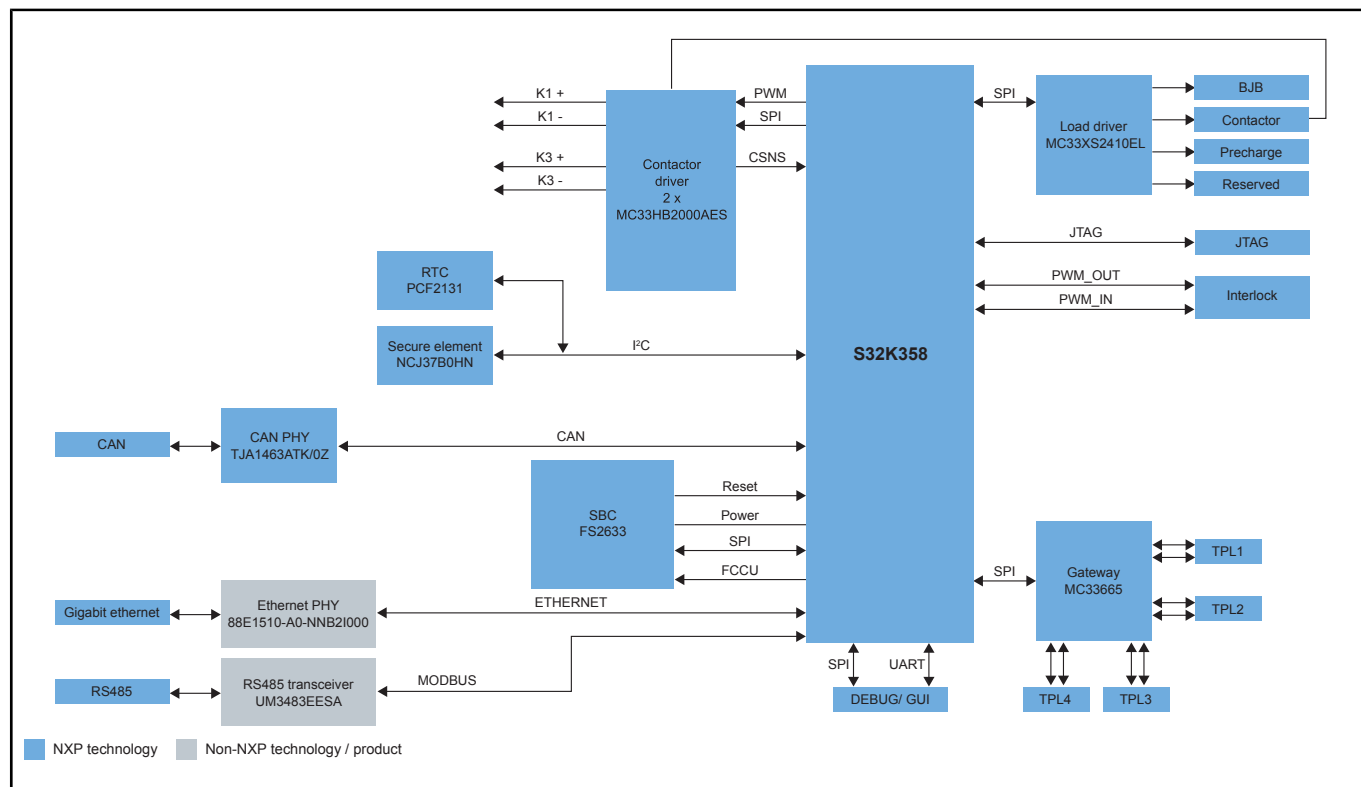 K1 +
K1 -
K3 +
K3 -
Contactor
driver
2 x
MC33HB2000AES
PWM
SPI
CSNS
S32K358
SPI
Load driver
MC33XS2410EL
BJB
Contactor
Precharge
Reserved
JTAG
JTAG
PWM_OUT
PWM_IN
Interlock
RTC
PCF2131
Secure element
NCJ37B0HN
I²C
CAN
CAN PHY
TJA1463ATK/0Z
CAN
SBC
FS2633
Reset
Power
SPI
FCCU
SPI
Gateway
MC33665
TPL1
TPL2
TPL4
TPL3
Gigabit ethernet
Ethernet PHY
88E1510-A0-NNB2I000
ETHERNET
RS485
RS485 transceiver
UM3483EESA
MODBUS
SPI
UART
DEBUG/ GUI
NXP technology
Non-NXP technology / product